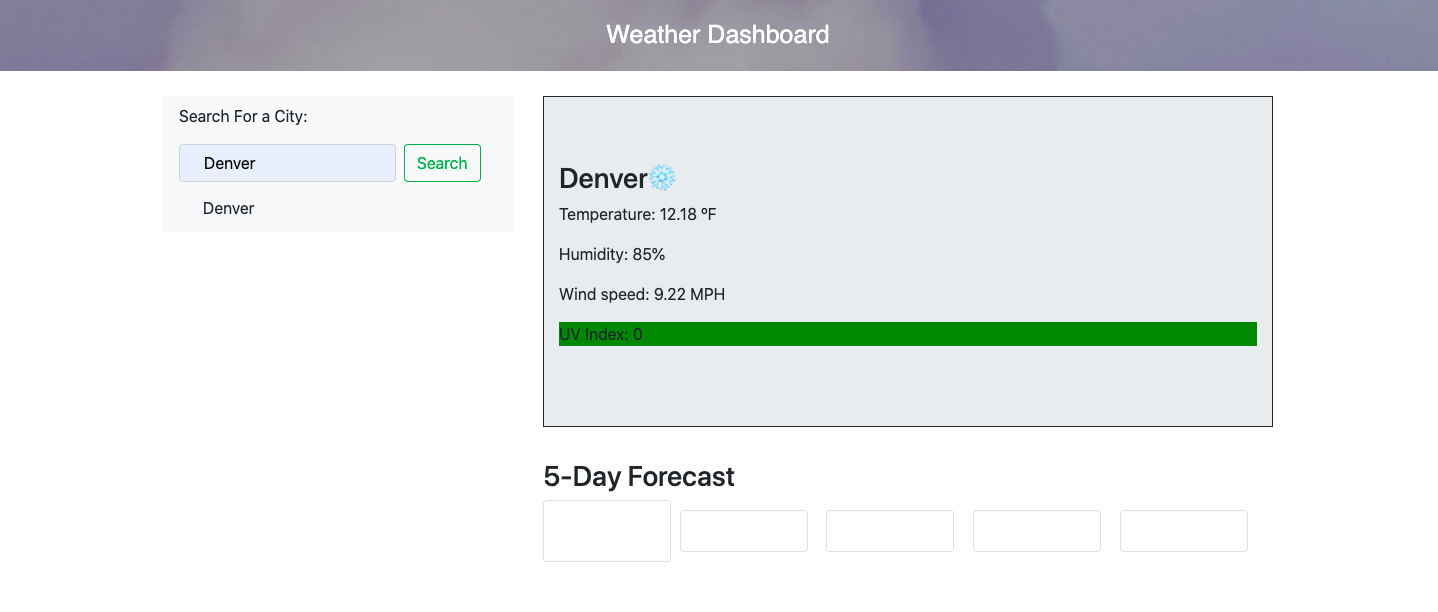 Weather Dashboard
Search For a City:
Denver
Search
Denver
Denver❄️
Temperature: 12.18 ºF
Humidity: 85%
Wind speed: 9.22 MPH
UV Index: 0
5-Day Forecast